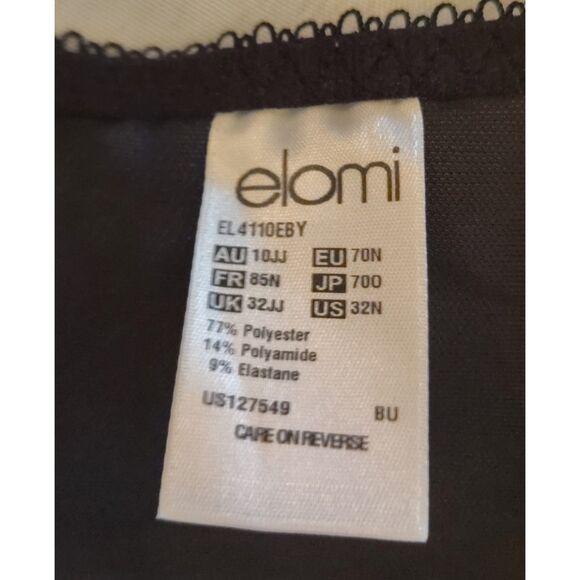 elomi
EL4110EBY
AU 10JJ EU 70N
FR 85N JP 70O
UK 32JJ US 32N
77% Polyester
14% Polyamide
9% Elastane
US127549 BU
CARE ON REVERSE